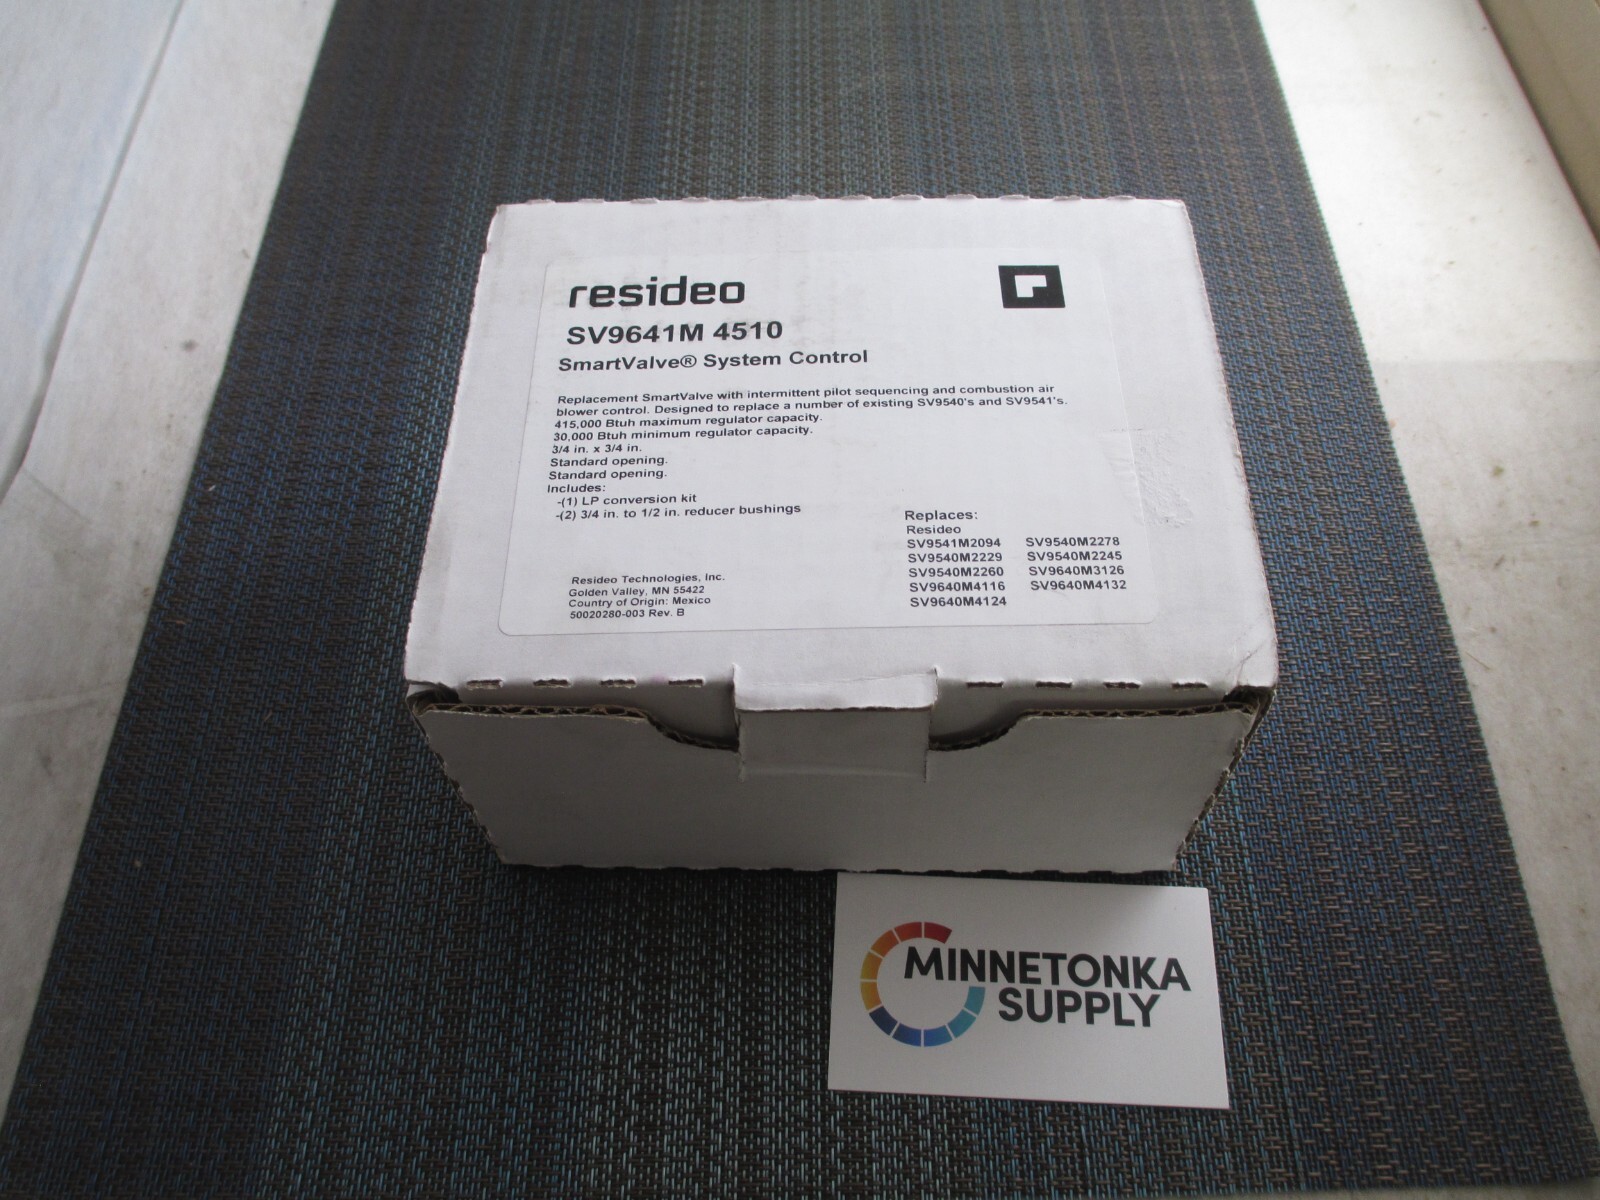 resideo
SV9641M 4510
SmartValve® System Control
Replacement SmartValve with intermittent pilot sequencing and combustion air
blower control. Designed to replace a number of existing SV9540's and SV9541's.
415,000 Btuh maximum regulator capacity.
30,000 Btuh minimum regulator capacity.
3/4 in. x 3/4 in.
Standard opening.
Standard opening.
Includes:
-(1) LP conversion kit
-(2) 3/4 in. to 1/2 in. reducer bushings
Replaces:
Resideo
SV9541M2094 SV9540M2278
SV9540M2229 SV9540M2245
SV9540M2260 SV9640M3126
SV9640M4116 SV9640M4132
SV9640M4124
Resideo Technologies, Inc.
Golden Valley, MN 55422
Country of Origin: Mexico
50020280-003 Rev. B
MINNETONKA
SUPPLY